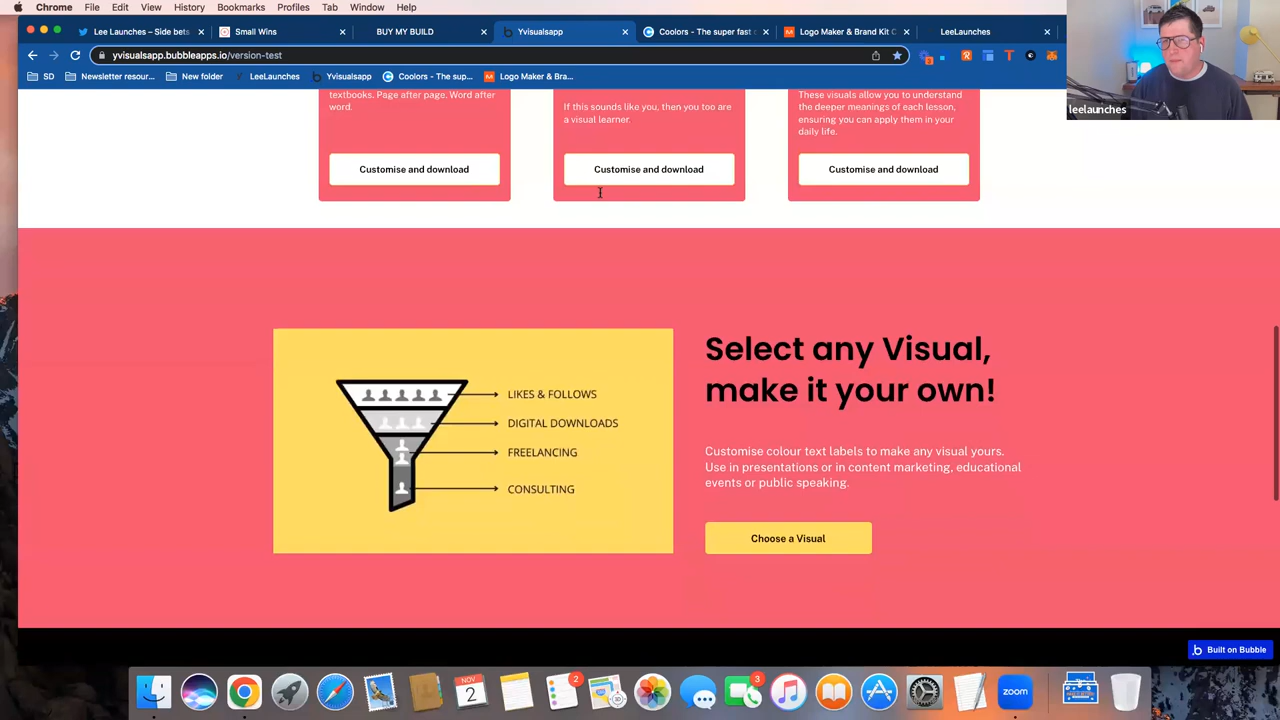 Chrome File Edit View History Bookmarks Profiles Tab Window Help
Lee Launches – Side bets
Small Wins
BUY MY BUILD
Yvisualsapp
Coolors - The super fast c
Logo Maker & Brand Kit C
LeeLaunches
yvisualsapp.bubbleapps.io/version-test
SD
Newsletter resour...
New folder
LeeLaunches
Yvisualsapp
Coolors - The sup...
Logo Maker & Bra...
leelaunches
textbooks. Page after page. Word after
word.
Customise and download
If this sounds like you, then you too are
a visual learner.
Customise and download
These visuals allow you to understand
the deeper meanings of each lesson,
ensuring you can apply them in your
daily life.
Customise and download
LIKES & FOLLOWS
DIGITAL DOWNLOADS
FREELANCING
CONSULTING
Select any Visual,
make it your own!
Customise colour text labels to make any visual yours.
Use in presentations or in content marketing, educational
events or public speaking.
Choose a Visual
Built on Bubble
NOV
2
2
3
zoom